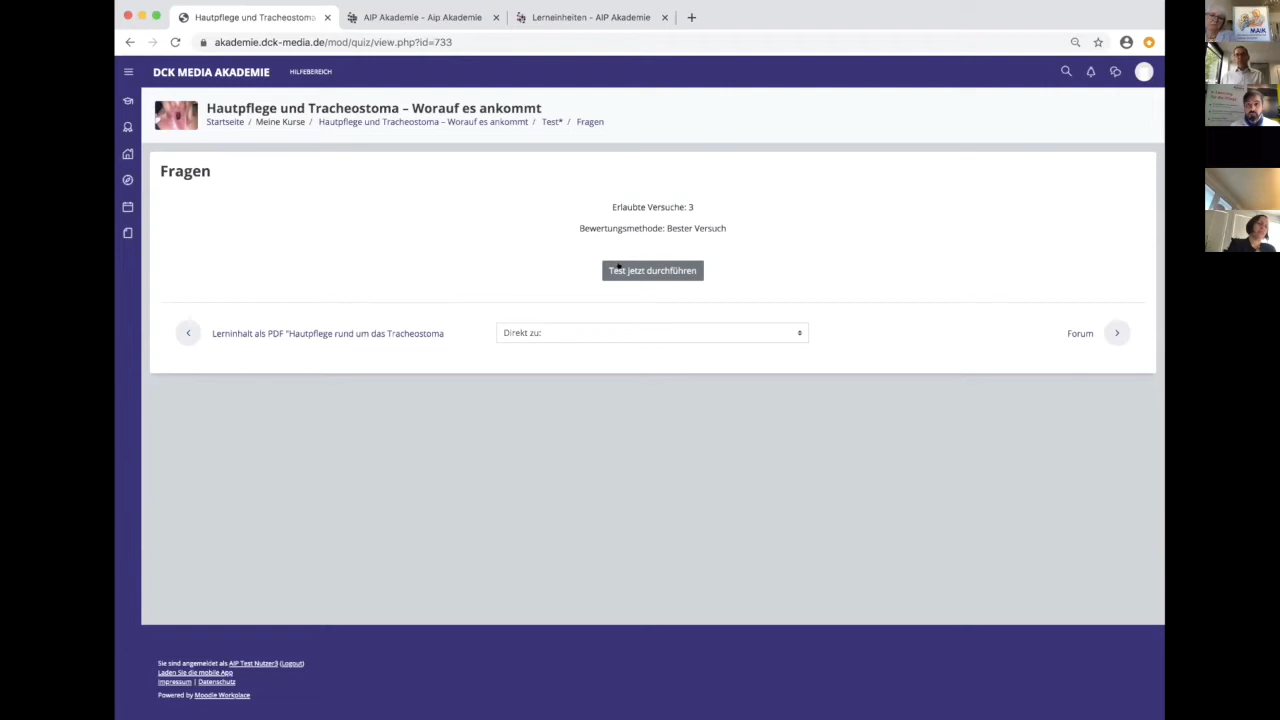 Hautpflege und Tracheostoma
AIP Akademie - Aip Akademie
Lerneinheiten - AIP Akademie
akademie.dck-media.de/mod/quiz/view.php?id=733
DCK MEDIA AKADEMIE
HILFEBEREICH
Hautpflege und Tracheostoma – Worauf es ankommt
Startseite / Meine Kurse / Hautpflege und Tracheostoma – Worauf es ankommt / Test* / Fragen
Fragen
Erlaubte Versuche: 3
Bewertungsmethode: Bester Versuch
Test jetzt durchführen
Lerninhalt als PDF "Hautpflege rund um das Tracheostoma
Direkt zu:
Forum
Sie sind angemeldet als AIP Test Nutzer3 (Logout)
Laden Sie die mobile App
Impressum | Datenschutz
Powered by Moodle Workplace
MAIK